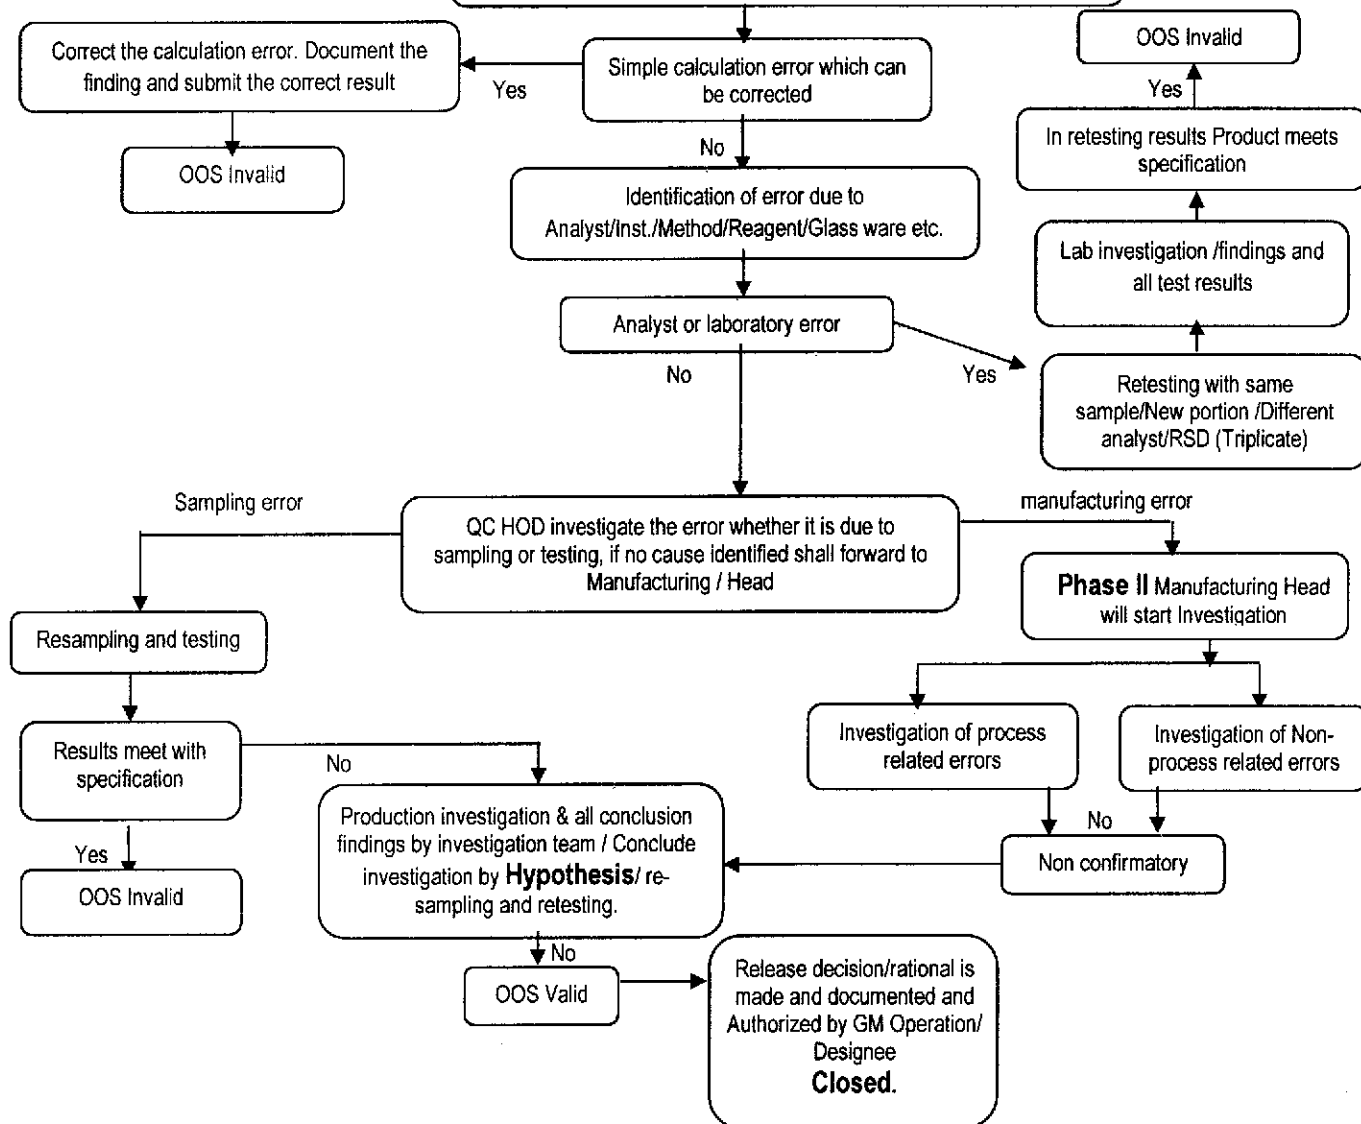 Correct the calculation error. Document the
finding and submit the correct result
Yes
Simple calculation error which can
be corrected
OOS Invalid
Yes
No
OOS Invalid
In retesting results Product meets
specification
Identification of error due to
Analyst/Inst./Method/Reagent/Glass ware etc.
Lab investigation /findings and
all test results
Analyst or laboratory error
No
Yes
Retesting with same
sample/New portion /Different
analyst/RSD (Triplicate)
Sampling error
manufacturing error
QC HOD investigate the error whether it is due to
sampling or testing, if no cause identified shall forward to
Manufacturing / Head
Phase II Manufacturing Head
will start Investigation
Resampling and testing
Investigation of process
related errors
Investigation of Non-
process related errors
Results meet with
specification
No
No
Production investigation & all conclusion
findings by investigation team / Conclude
investigation by Hypothesis/ re-
sampling and retesting.
Non confirmatory
Yes
OOS Invalid
No
OOS Valid
Release decision/rational is
made and documented and
Authorized by GM Operation/
Designee
Closed.